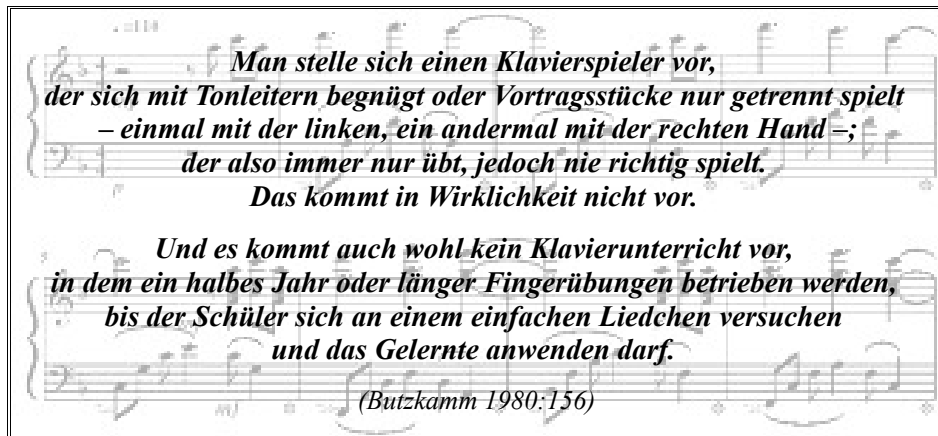 Man stelle sich einen Klavierspieler vor,
der sich mit Tonleitern begnügt oder Vortragsstücke nur getrennt spielt
– einmal mit der linken, ein andermal mit der rechten Hand –;
der also immer nur übt, jedoch nie richtig spielt.
Das kommt in Wirklichkeit nicht vor.
Und es kommt auch wohl kein Klavierunterricht vor,
in dem ein halbes Jahr oder länger Fingerübungen betrieben werden,
bis der Schüler sich an einem einfachen Liedchen versuchen
und das Gelernte anwenden darf.
(Butzkamm 1980:156)